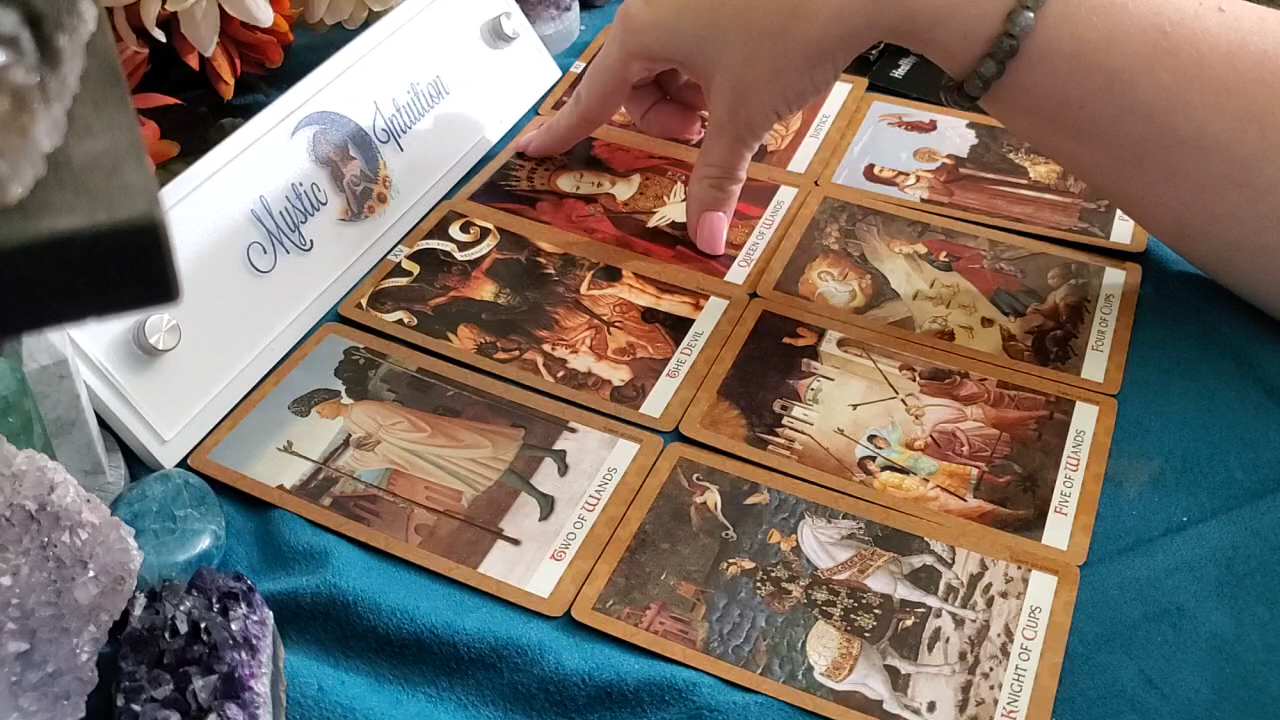 Mystic Intuition
JUSTICE
QUEEN OF WANDS
XV
THE DEVIL
TWO OF WANDS
P
FOUR OF CUPS
FIVE OF WANDS
KNIGHT OF CUPS